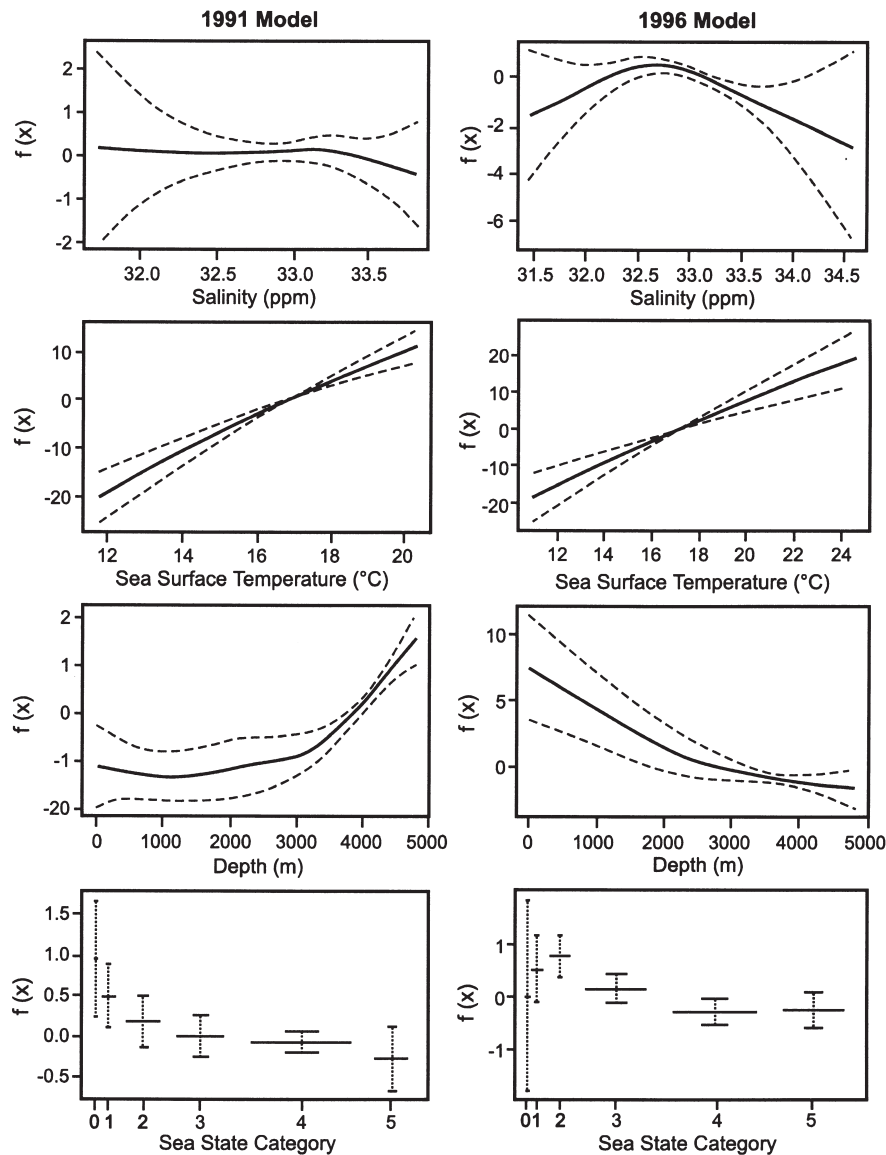 1991 Model
1996 Model
f (x)
2
1
0
-1
-2
32.0 32.5 33.0 33.5
Salinity (ppm)
f (x)
0
-2
-4
-6
31.5 32.0 32.5 33.0 33.5 34.0 34.5
Salinity (ppm)
f (x)
10
0
-10
-20
12 14 16 18 20
Sea Surface Temperature (°C)
f (x)
20
10
0
-10
-20
12 14 16 18 20 22 24
Sea Surface Temperature (°C)
f (x)
2
1
0
-1
-20
0 1000 2000 3000 4000 5000
Depth (m)
f (x)
10
5
0
0 1000 2000 3000 4000 5000
Depth (m)
f (x)
1.5
1.0
0.5
0.0
-0.5
0 1 2 3 4 5
Sea State Category
f (x)
1
0
-1
0 1 2 3 4 5
Sea State Category